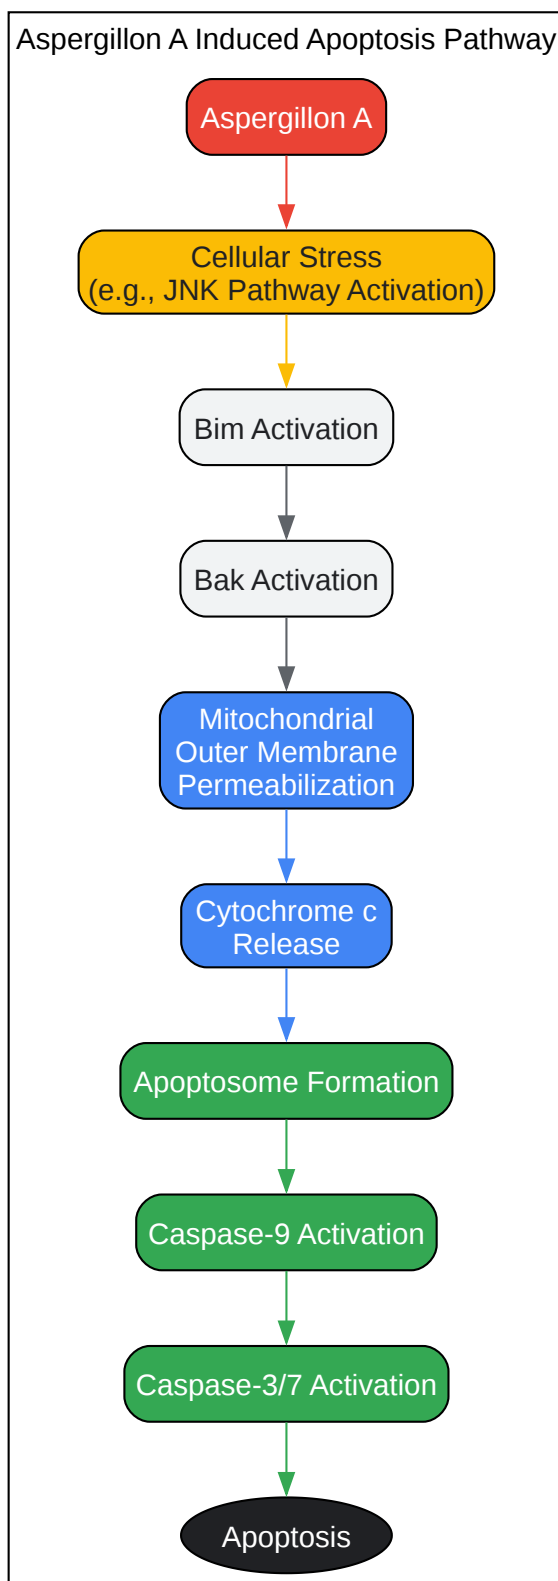 Aspergillon A Induced Apoptosis Pathway
Aspergillon A
Cellular Stress
(e.g., JNK Pathway Activation)
Bim Activation
Bak Activation
Mitochondrial
Outer Membrane
Permeabilization
Cytochrome c
Release
Apoptosome Formation
Caspase-9 Activation
Caspase-3/7 Activation
Apoptosis